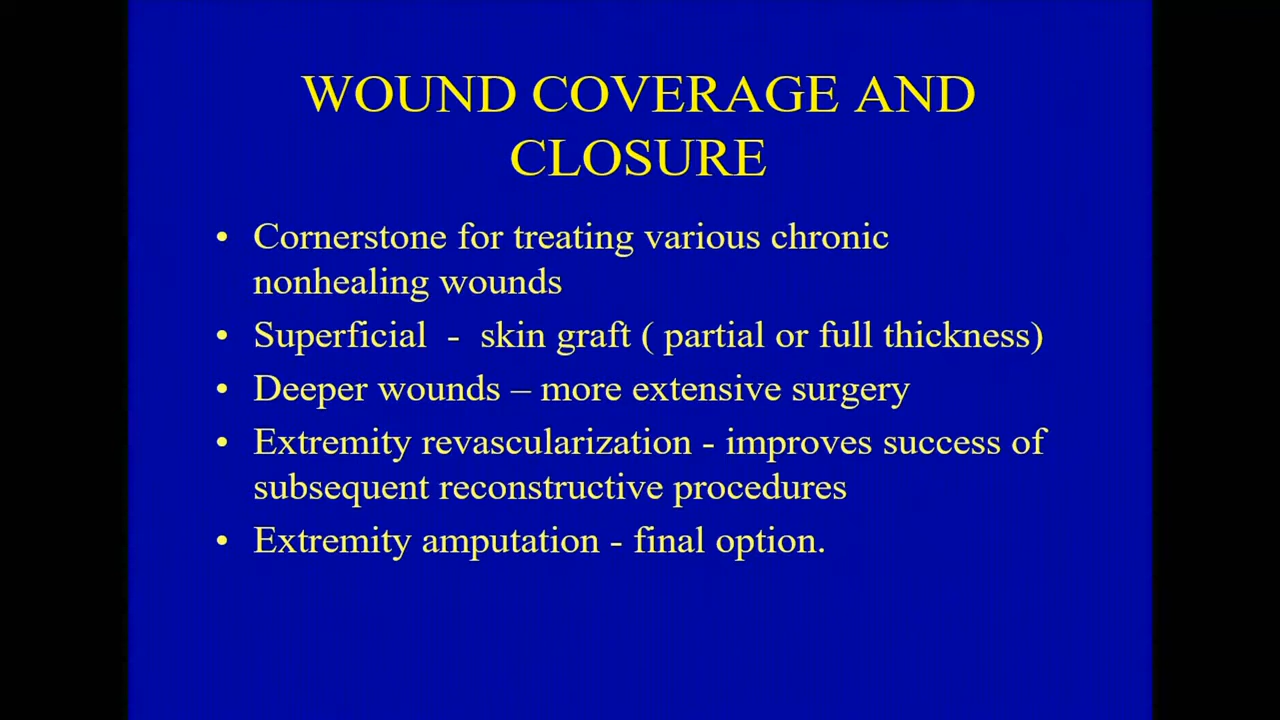 WOUND COVERAGE AND
CLOSURE
• Cornerstone for treating various chronic
nonhealing wounds
• Superficial - skin graft ( partial or full thickness)
• Deeper wounds – more extensive surgery
• Extremity revascularization - improves success of
subsequent reconstructive procedures
• Extremity amputation - final option.